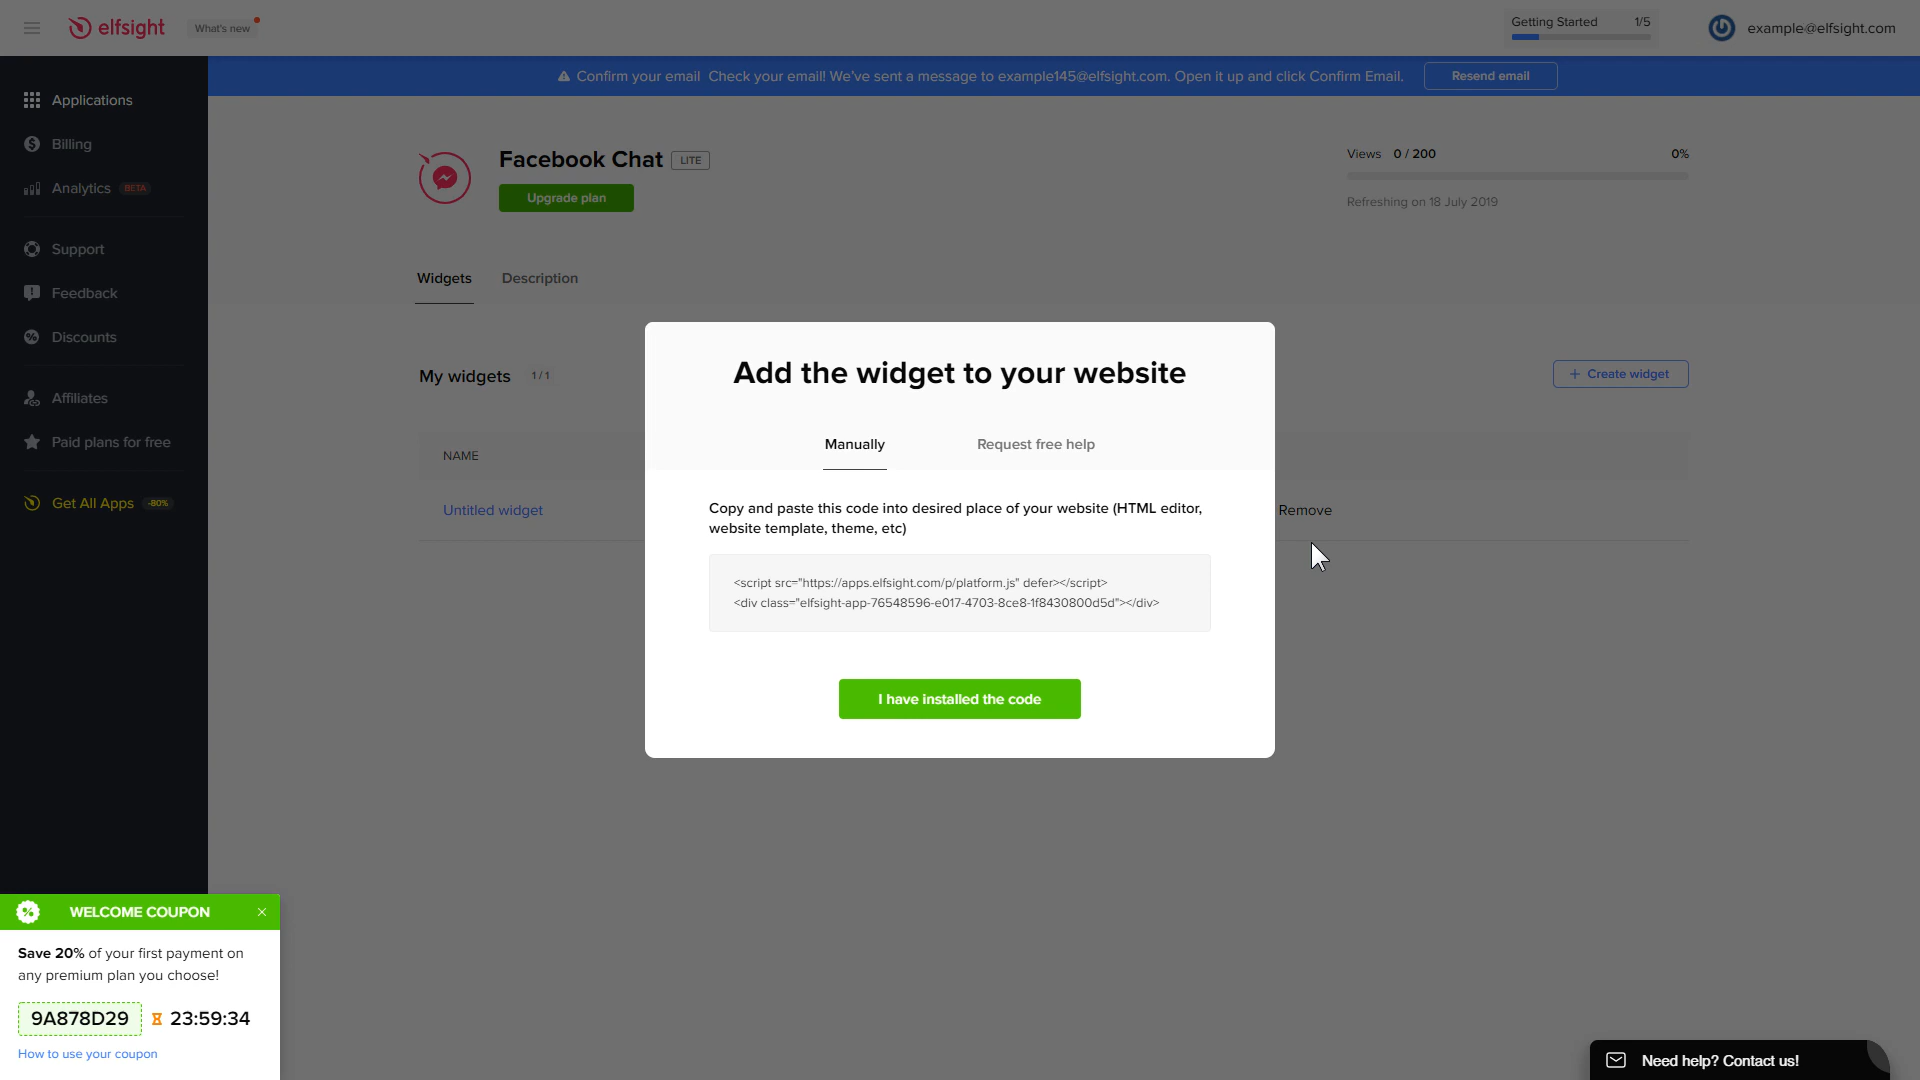 elfsight
What's new
Getting Started 1/5
example@elfsight.com
Confirm your email Check your email! We've sent a message to example145@elfsight.com. Open it up and click Confirm Email.
Resend email
Applications
Billing
Analytics BETA
Support
Feedback
Discounts
Affiliates
Paid plans for free
Get All Apps -80%
Facebook Chat LITE
Upgrade plan
Views 0 / 200 0%
Refreshing on 18 July 2019
Widgets Description
My widgets 1 / 1
+ Create widget
NAME
Untitled widget
Remove
Add the widget to your website
Manually Request free help
Copy and paste this code into desired place of your website (HTML editor,
website template, theme, etc)
<script src="https://apps.elfsight.com/p/platform.js" defer></script>
<div class="elfsight-app-76548596-e017-4703-8ce8-1f8430800d5d"></div>
I have installed the code
WELCOME COUPON
Save 20% of your first payment on
any premium plan you choose!
9A878D29 23:59:34
How to use your coupon
Need help? Contact us!